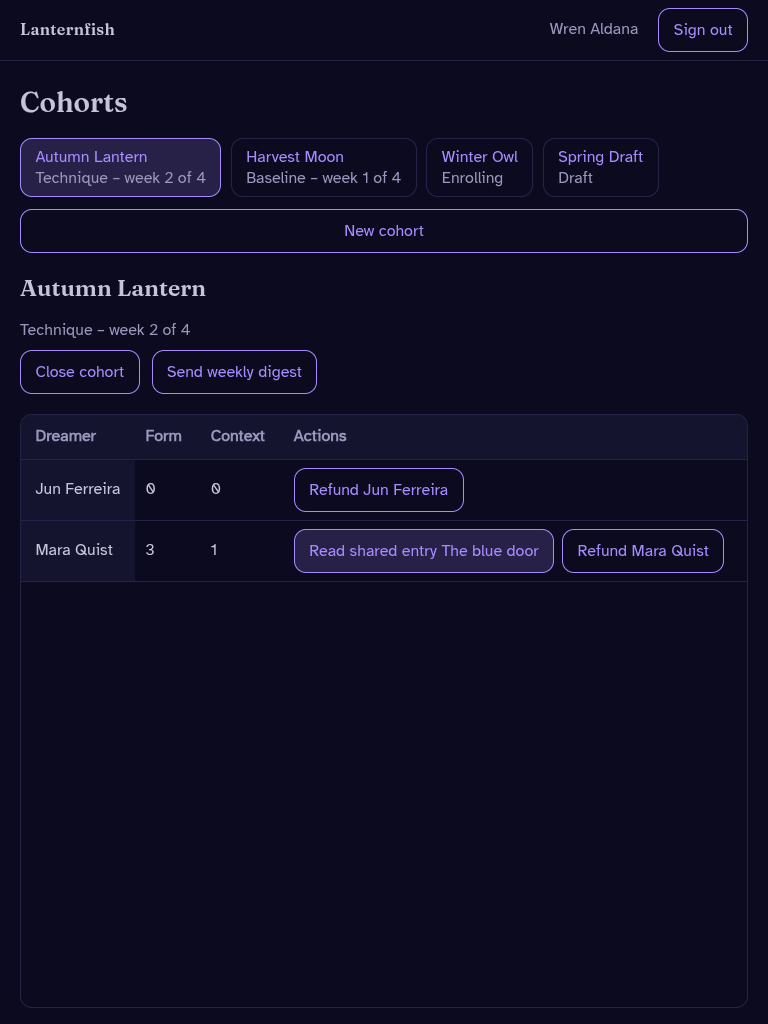 Lanternfish
Wren Aldana
Sign out
Cohorts
Autumn Lantern
Technique – week 2 of 4
Harvest Moon
Baseline – week 1 of 4
Winter Owl
Enrolling
Spring Draft
Draft
New cohort
Autumn Lantern
Technique – week 2 of 4
Close cohort
Send weekly digest
Dreamer Form Context Actions
Jun Ferreira 0 0 Refund Jun Ferreira
Mara Quist 3 1 Read shared entry The blue door Refund Mara Quist